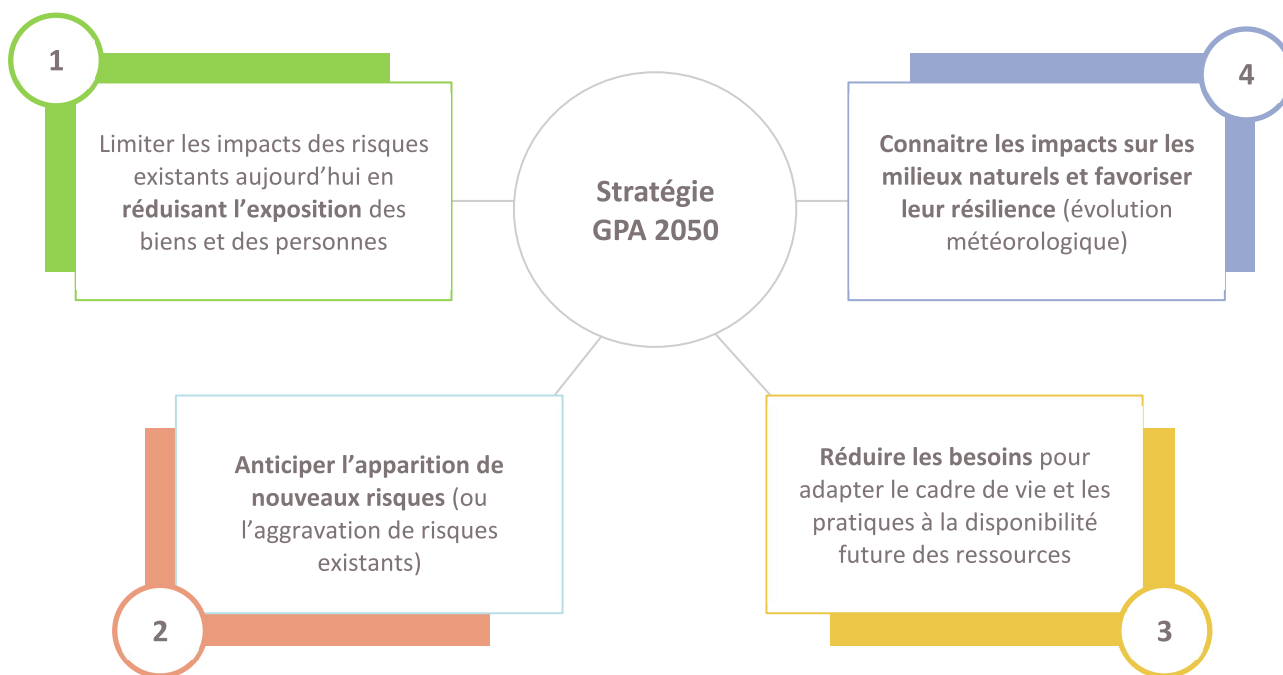 1
Limiter les impacts des risques
existants aujourd’hui en
réduisant l’exposition des
biens et des personnes
Stratégie
GPA 2050
4
Connaitre les impacts sur les
milieux naturels et favoriser
leur résilience (évolution
météorologique)
Anticiper l’apparition de
nouveaux risques (ou
l’aggravation de risques
existants)
2
Réduire les besoins pour
adapter le cadre de vie et les
pratiques à la disponibilité
future des ressources
3